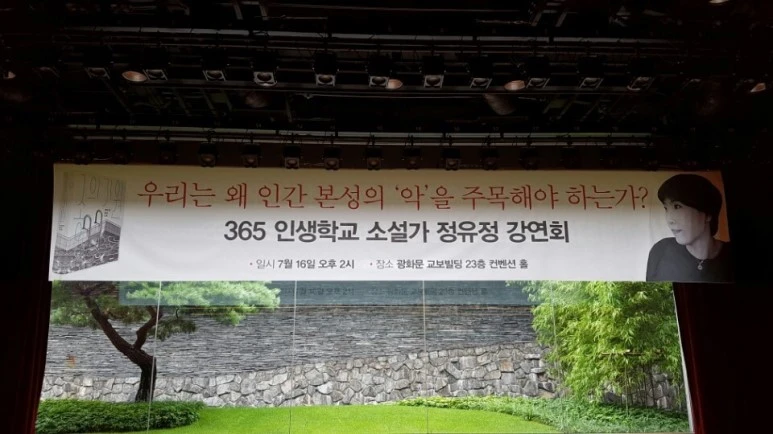 우리는 왜 인간 본성의 ‘악’을 주목해야 하는가?
365 인생학교 소설가 정유정 강연회
• 일시 7월 16일 오후 2시 • 장소 광화문 교보빌딩 23층 컨벤션 홀